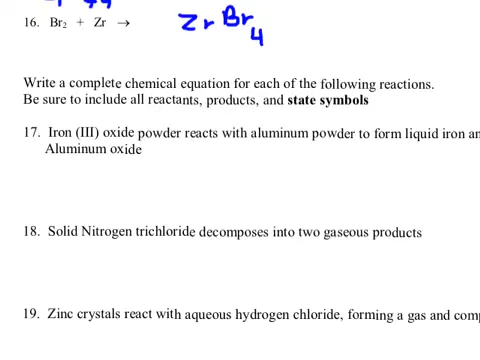 16. Br₂ + Zr → ZrBr₄
Write a complete chemical equation for each of the following reactions.
Be sure to include all reactants, products, and state symbols
17. Iron (III) oxide powder reacts with aluminum powder to form liquid iron an
Aluminum oxide
18. Solid Nitrogen trichloride decomposes into two gaseous products
19. Zinc crystals react with aqueous hydrogen chloride, forming a gas and comp